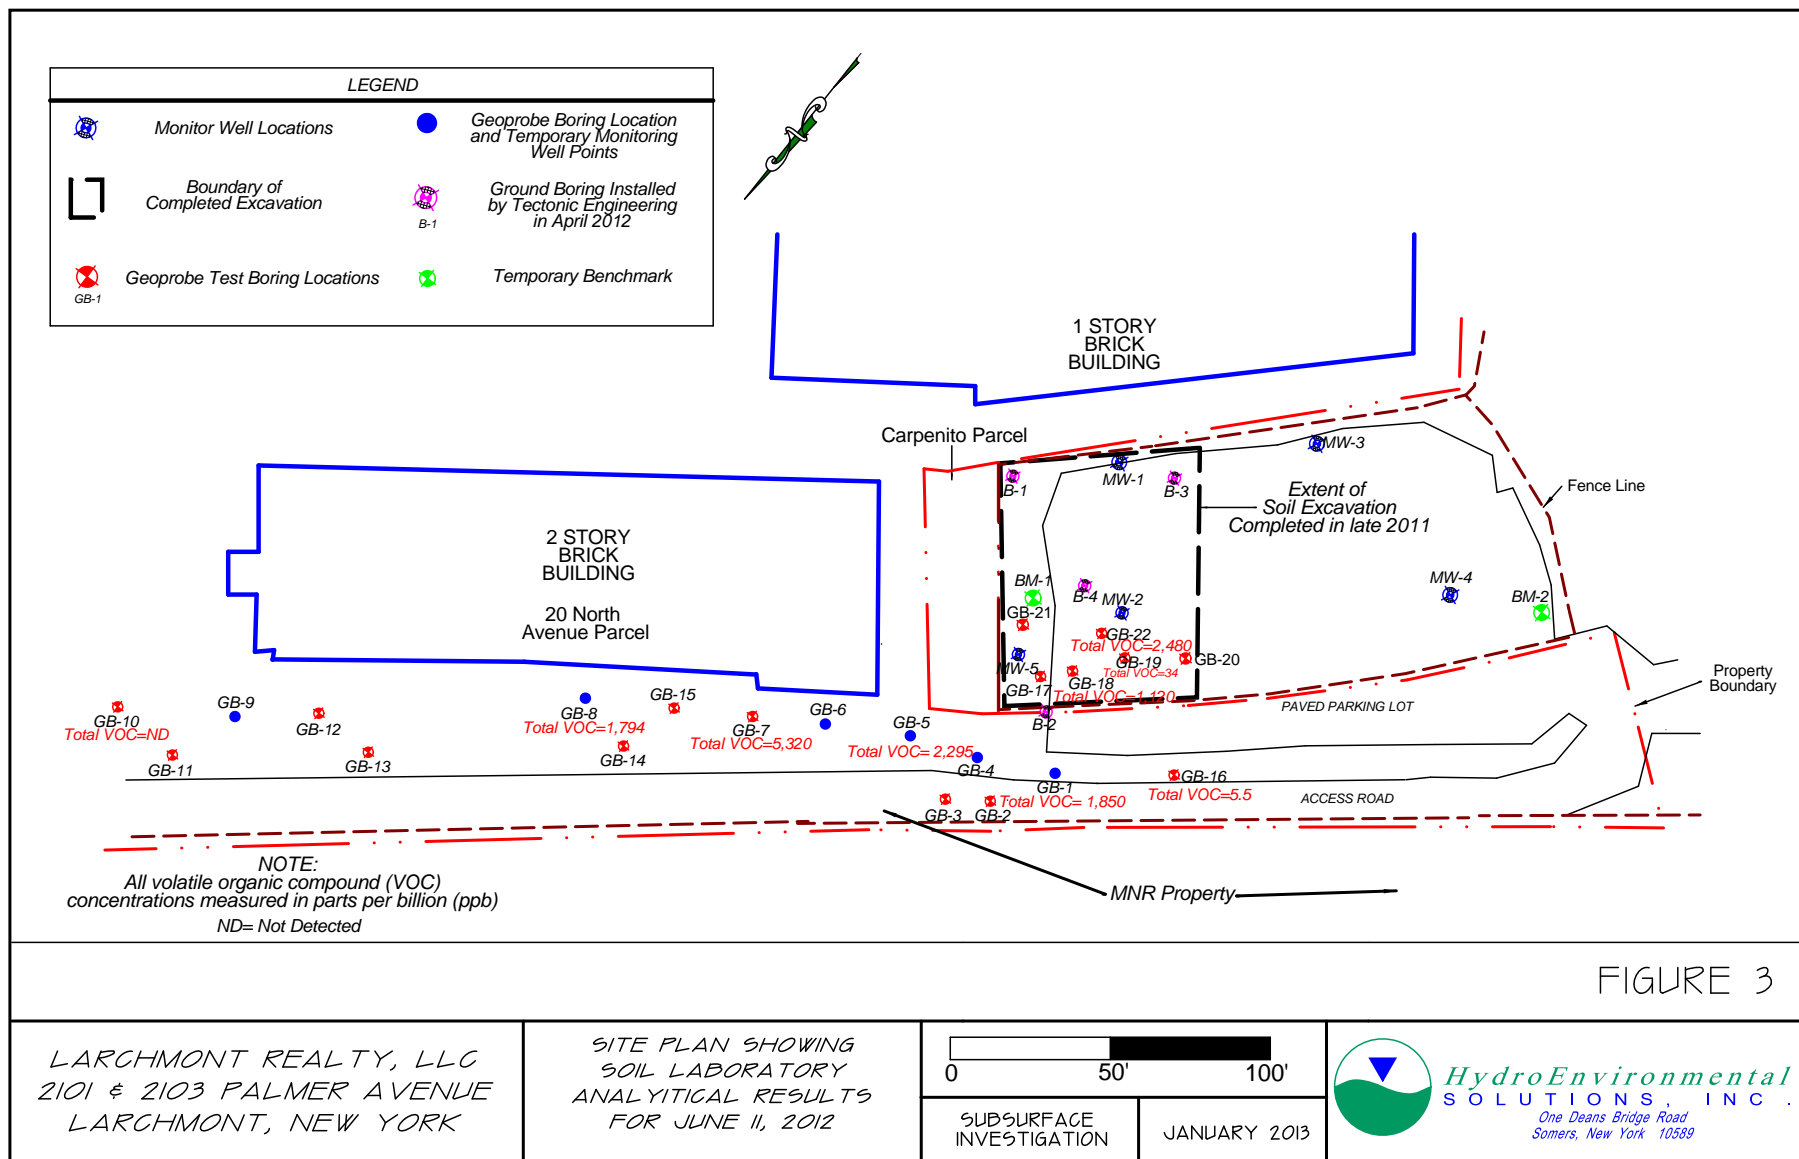 LEGEND
Monitor Well Locations
Geoprobe Boring Location
and Temporary Monitoring
Well Points
Boundary of
Completed Excavation
Ground Boring Installed
by Tectonic Engineering
in April 2012
B-1
Geoprobe Test Boring Locations
GB-1
Temporary Benchmark
1 STORY
BRICK
BUILDING
Carpenito Parcel
MW-3
MW-1
B-1
B-3
Extent of
Soil Excavation
Completed in late 2011
Fence Line
2 STORY
BRICK
BUILDING
20 North
Avenue Parcel
BM-1
B-4
MW-2
MW-4
BM-2
GB-21
GB-22
Total VOC=2,480
MW-5
GB-19
GB-20
Total VOC=34
GB-17
GB-18
Total VOC=1,120
B-2
PAVED PARKING LOT
Property
Boundary
GB-10
Total VOC=ND
GB-9
GB-12
GB-11
GB-13
GB-8
Total VOC=1,794
GB-15
GB-14
GB-7
Total VOC=5,320
GB-6
GB-5
Total VOC= 2,295
GB-4
GB-1
Total VOC= 1,850
GB-16
Total VOC=5.5
GB-3
GB-2
ACCESS ROAD
MNR Property
NOTE:
All volatile organic compound (VOC)
concentrations measured in parts per billion (ppb)
ND= Not Detected
FIGURE 3
LARCHMONT REALTY, LLC
2101 & 2103 PALMER AVENUE
LARCHMONT, NEW YORK
SITE PLAN SHOWING
SOIL LABORATORY
ANALYITICAL RESULTS
FOR JUNE 11, 2012
0 50' 100'
SUBSURFACE
INVESTIGATION
JANUARY 2013
HydroEnvironmental
SOLUTIONS, INC.
One Deans Bridge Road
Somers, New York 10589